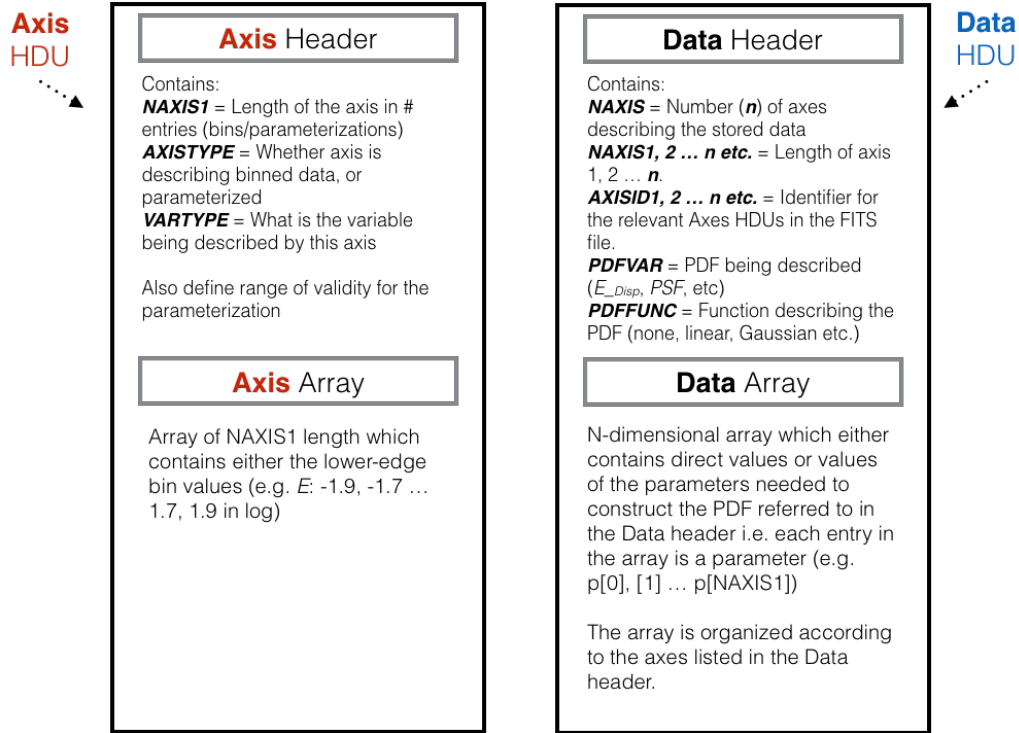 Axis
HDU
Axis Header
Contains:
NAXIS1 = Length of the axis in #
entries (bins/parameterizations)
AXISTYPE = Whether axis is
describing binned data, or
parameterized
VARTYPE = What is the variable
being described by this axis
Also define range of validity for the
parameterization
Axis Array
Array of NAXIS1 length which
contains either the lower-edge
bin values (e.g. E: -1.9, -1.7 …
1.7, 1.9 in log)
Data
HDU
Data Header
Contains:
NAXIS = Number (n) of axes
describing the stored data
NAXIS1, 2 … n etc. = Length of axis
1, 2 … n.
AXISID1, 2 … n etc. = Identifier for
the relevant Axes HDUs in the FITS
file.
PDFVAR = PDF being described
(E_Disp, PSF, etc)
PDFFUNC = Function describing the
PDF (none, linear, Gaussian etc.)
Data Array
N-dimensional array which either
contains direct values or values
of the parameters needed to
construct the PDF referred to in
the Data header i.e. each entry in
the array is a parameter (e.g.
p[0], [1] … p[NAXIS1])
The array is organized according
to the axes listed in the Data
header.